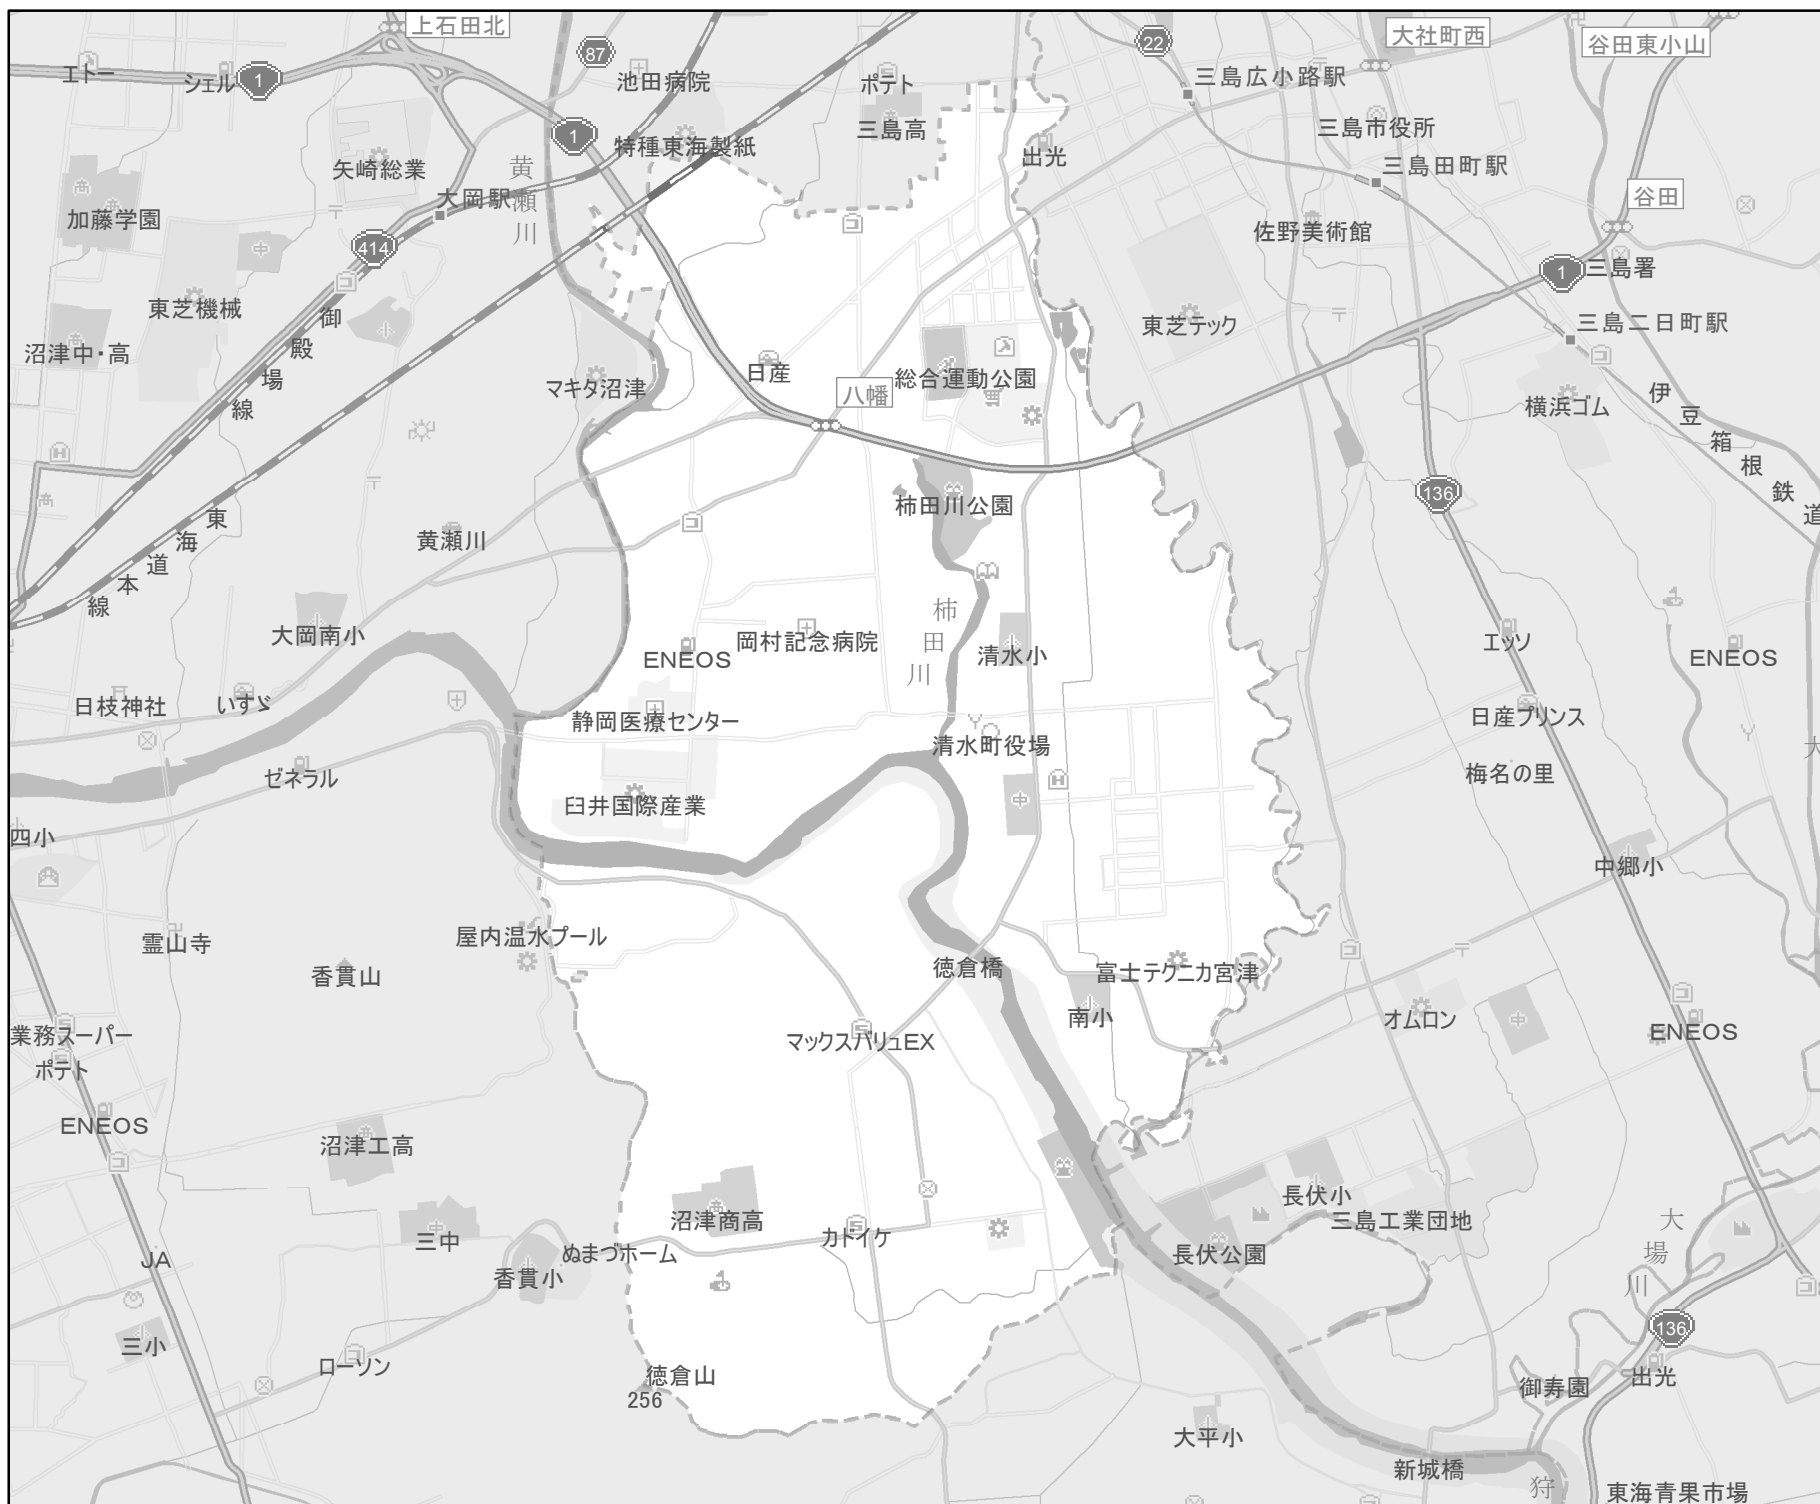 上石田北
大社町西
谷田東小山
エトー
シェル
1
87
池田病院
ポテト
22
三島広小路駅
1
特種東海製紙
三島高
出光
三島市役所
矢崎総業
黄瀬川
三島田町駅
大岡駅
谷田
加藤学園
414
佐野美術館
1
三島署
東芝機械
御殿場線
東芝テック
三島二日町駅
沼津中・高
マキタ沼津
日産
八幡
総合運動公園
横浜ゴム
伊豆箱根鉄道
136
柿田川公園
黄瀬川
東海道本線
柿田川
大岡南小
岡村記念病院
ENEOS
清水小
エッソ
ENEOS
日枝神社
いすゞ
静岡医療センター
清水町役場
日産プリンス
大
ゼネラル
梅名の里
臼井国際産業
四小
中郷小
霊山寺
屋内温水プール
香貫山
徳倉橋
富士テクニカ宮津
南小
オムロン
ENEOS
業務スーパー
マックスバリュEX
ポテト
ENEOS
沼津工高
長伏小
三島工業団地
沼津商高
カドイケ
大場川
三中
ぬまづホーム
長伏公園
JA
香貫小
136
三小
ローソン
徳倉山
256
御寿園
出光
大平小
新城橋
狩
東海青果市場